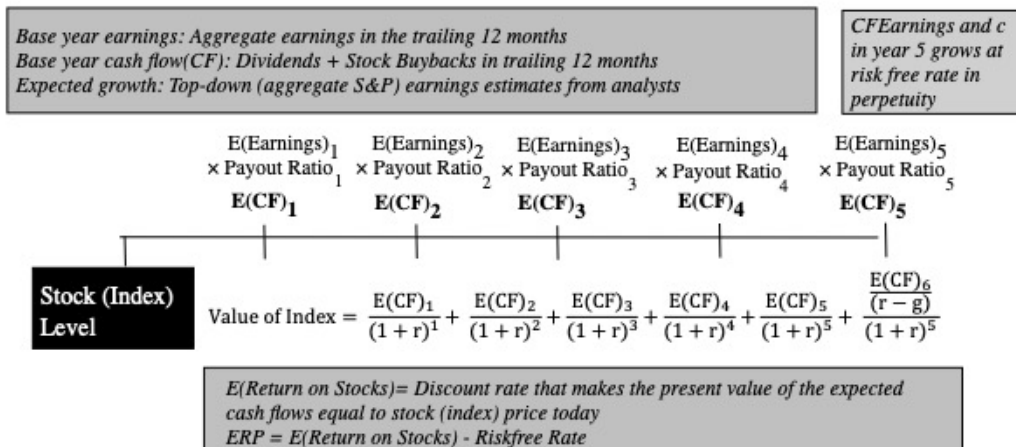 Base year earnings: Aggregate earnings in the trailing 12 months
Base year cash flow(CF): Dividends + Stock Buybacks in trailing 12 months
Expected growth: Top-down (aggregate S&P) earnings estimates from analysts
CFEarnings and c
in year 5 grows at
risk free rate in
perpetuity
E(Earnings)₁ E(Earnings)₂ E(Earnings)₃ E(Earnings)₄ E(Earnings)₅
× Payout Ratio₁ × Payout Ratio₂ × Payout Ratio₃ × Payout Ratio₄ × Payout Ratio₅
E(CF)₁ E(CF)₂ E(CF)₃ E(CF)₄ E(CF)₅
Stock (Index)
Level
Value of Index = E(CF)₁/(1 + r)¹ + E(CF)₂/(1 + r)² + E(CF)₃/(1 + r)³ + E(CF)₄/(1 + r)⁴ + E(CF)₅/(1 + r)⁵ + E(CF)₆/(r − g)/(1 + r)⁵
E(Return on Stocks)= Discount rate that makes the present value of the expected
cash flows equal to stock (index) price today
ERP = E(Return on Stocks) - Riskfree Rate